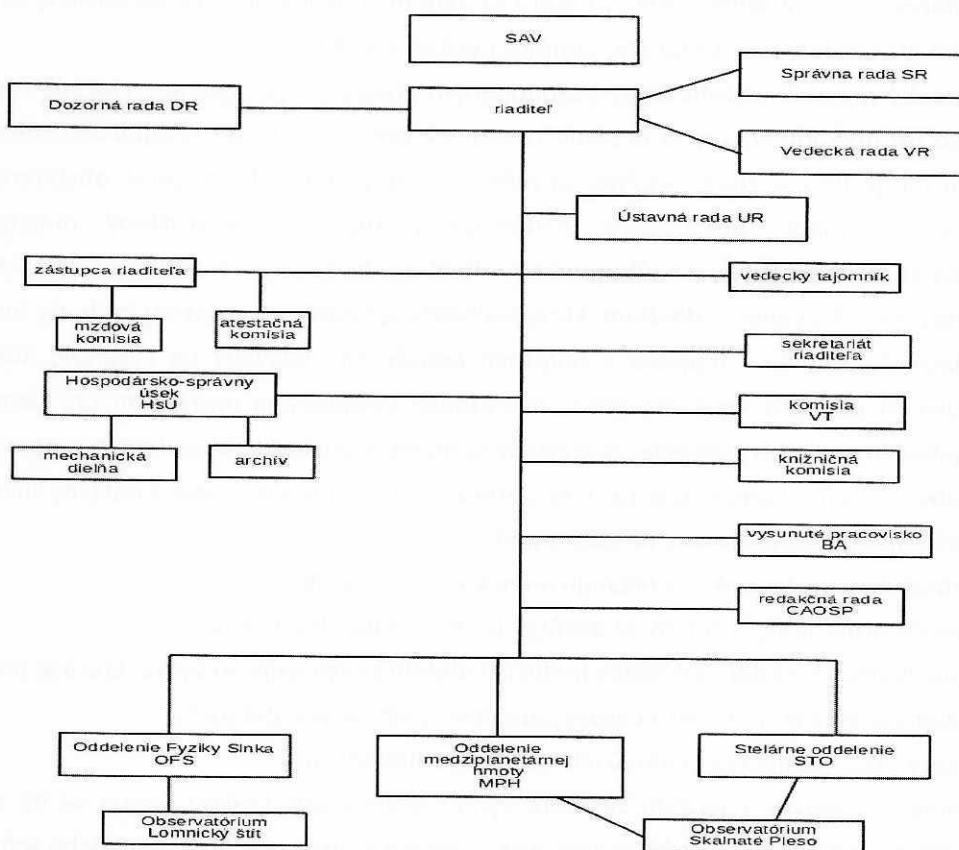 SAV
Správna rada SR
Dozorná rada DR
riaditeľ
Vedecká rada VR
Ústavná rada UR
zástupca riaditeľa
vedecký tajomník
mzdová
komisia
atestačná
komisia
sekretariát
riaditeľa
Hospodársko-správny
úsek
HsÚ
komisia
VT
mechanická
dielňa
archív
knižničná
komisia
vysunuté pracovisko
BA
redakčná rada
CAOSP
Oddelenie Fyziky Slnka
OFS
Oddelenie
medziplanetárnej
hmoty
MPH
Stelárne oddelenie
STO
Observatórium
Lomnický štít
Observatórium
Skalnaté Pleso